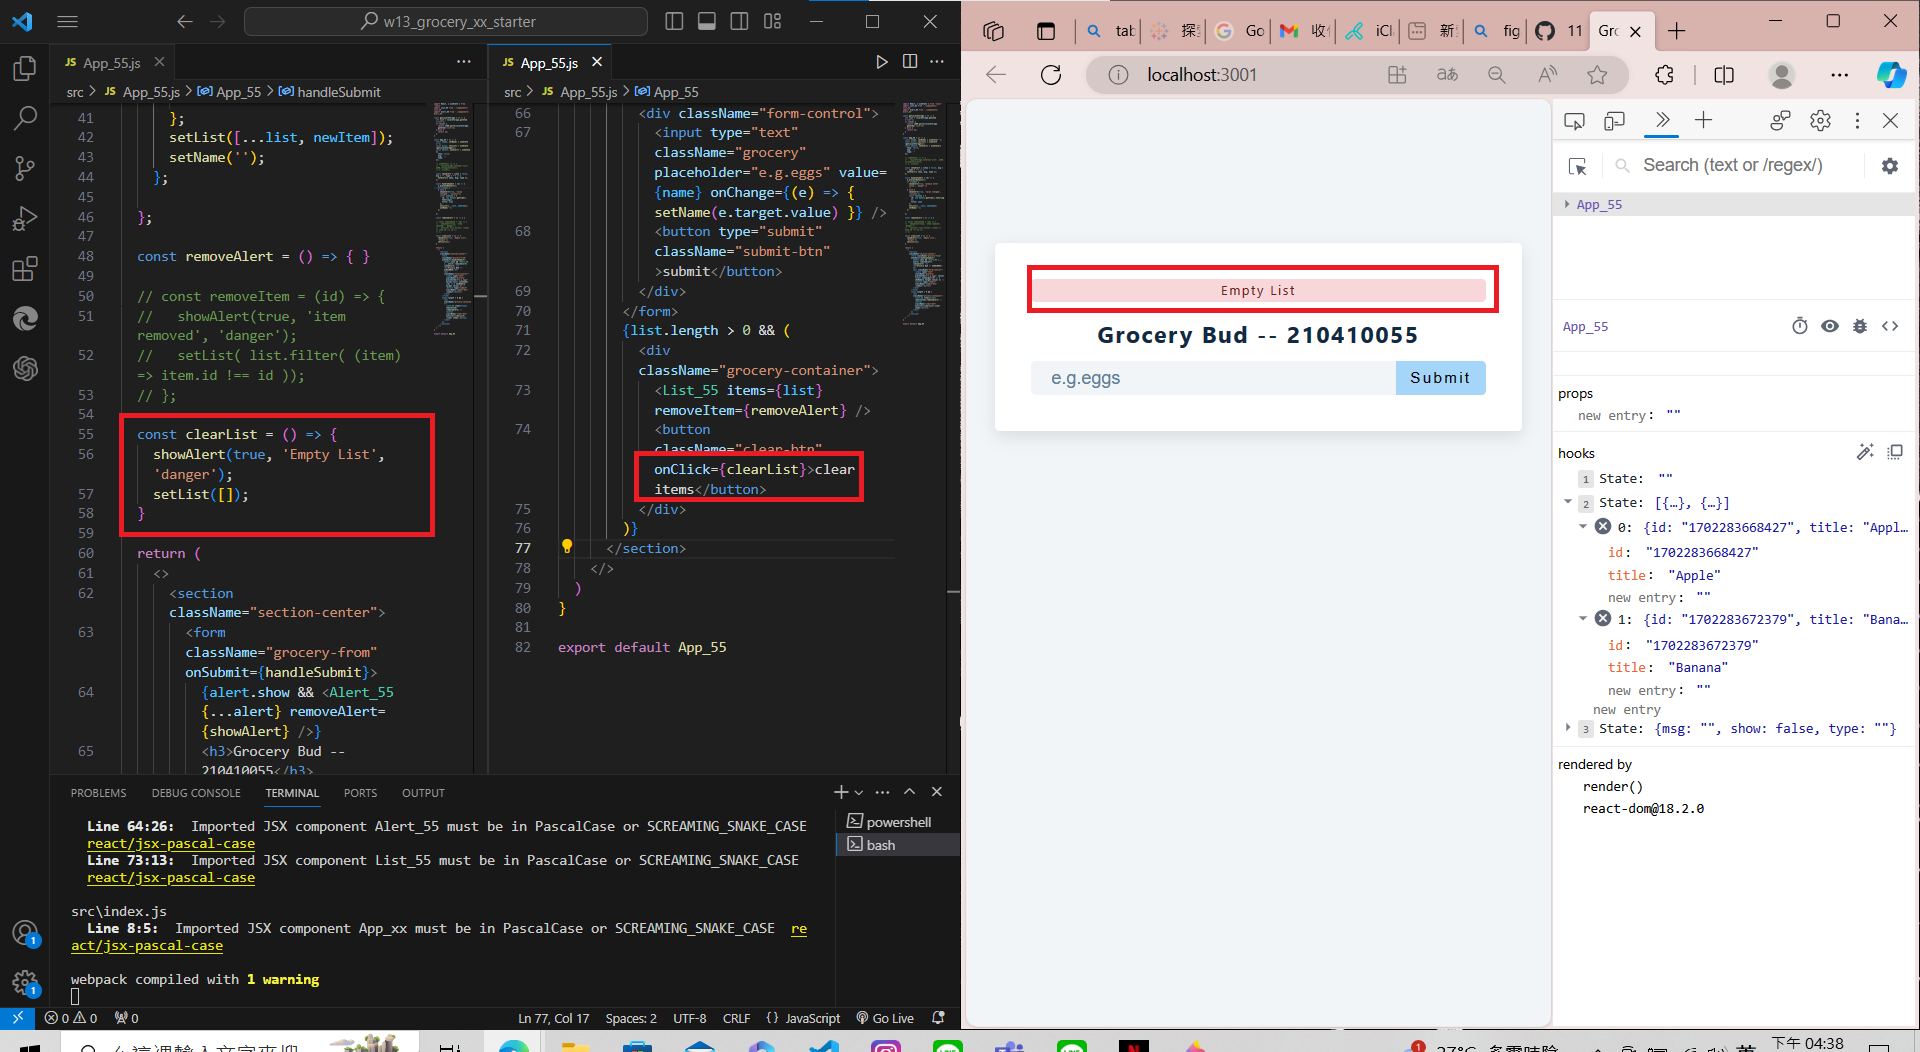 w13_grocery_xx_starter
JS App_55.js
src > JS App_55.js > App_55 > handleSubmit
41 };
42 setList([...list, newItem]);
43 setName('');
44 };
45
46 };
47
48 const removeAlert = () => { }
49
50 // const removeItem = (id) => {
51 //   showAlert(true, 'item
removed', 'danger');
52 //   setList( list.filter( (item)
=> item.id !== id ));
53 // };
54
55 const clearList = () => {
56 showAlert(true, 'Empty List',
'danger');
57 setList([]);
58 }
59
60 return (
61 <>
62 <section
className="section-center">
63 <form
className="grocery-from"
onSubmit={handleSubmit}>
64 {alert.show && <Alert_55
{...alert} removeAlert=
{showAlert} />}
65 <h3>Grocery Bud --
210410055</h3>
JS App_55.js
src > JS App_55.js > App_55
66 <div className="form-control">
67 <input type="text"
className="grocery"
placeholder="e.g.eggs" value=
{name} onChange={(e) => {
setName(e.target.value) }} />
68 <button type="submit"
className="submit-btn"
>submit</button>
69 </div>
70 </form>
71 {list.length > 0 && (
72 <div
className="grocery-container">
73 <List_55 items={list}
removeItem={removeAlert} />
74 <button
className="clear-btn"
onClick={clearList}>clear
items</button>
75 </div>
76 )}
77 </section>
78 </>
79 )
80 }
81
82 export default App_55
PROBLEMS DEBUG CONSOLE TERMINAL PORTS OUTPUT
Line 64:26:  Imported JSX component Alert_55 must be in PascalCase or SCREAMING_SNAKE_CASE
react/jsx-pascal-case
Line 73:13:  Imported JSX component List_55 must be in PascalCase or SCREAMING_SNAKE_CASE
react/jsx-pascal-case
src\index.js
Line 8:5:  Imported JSX component App_xx must be in PascalCase or SCREAMING_SNAKE_CASE  re
act/jsx-pascal-case
webpack compiled with 1 warning
powershell
bash
1
1
0 0 0
Ln 77, Col 17 Spaces: 2 UTF-8 CRLF {} JavaScript Go Live
tab 探 Go 收 iCl 新 fig 11 Gro
localhost:3001
Empty List
Grocery Bud -- 210410055
e.g.eggs Submit
Search (text or /regex/)
App_55
App_55
props
new entry: ""
hooks
1 State: ""
2 State: [{…}, {…}]
0: {id: "1702283668427", title: "Appl…
id: "1702283668427"
title: "Apple"
new entry: ""
1: {id: "1702283672379", title: "Bana…
id: "1702283672379"
title: "Banana"
new entry: ""
new entry
3 State: {msg: "", show: false, type: ""}
rendered by
render()
react-dom@18.2.0
下午 04:38